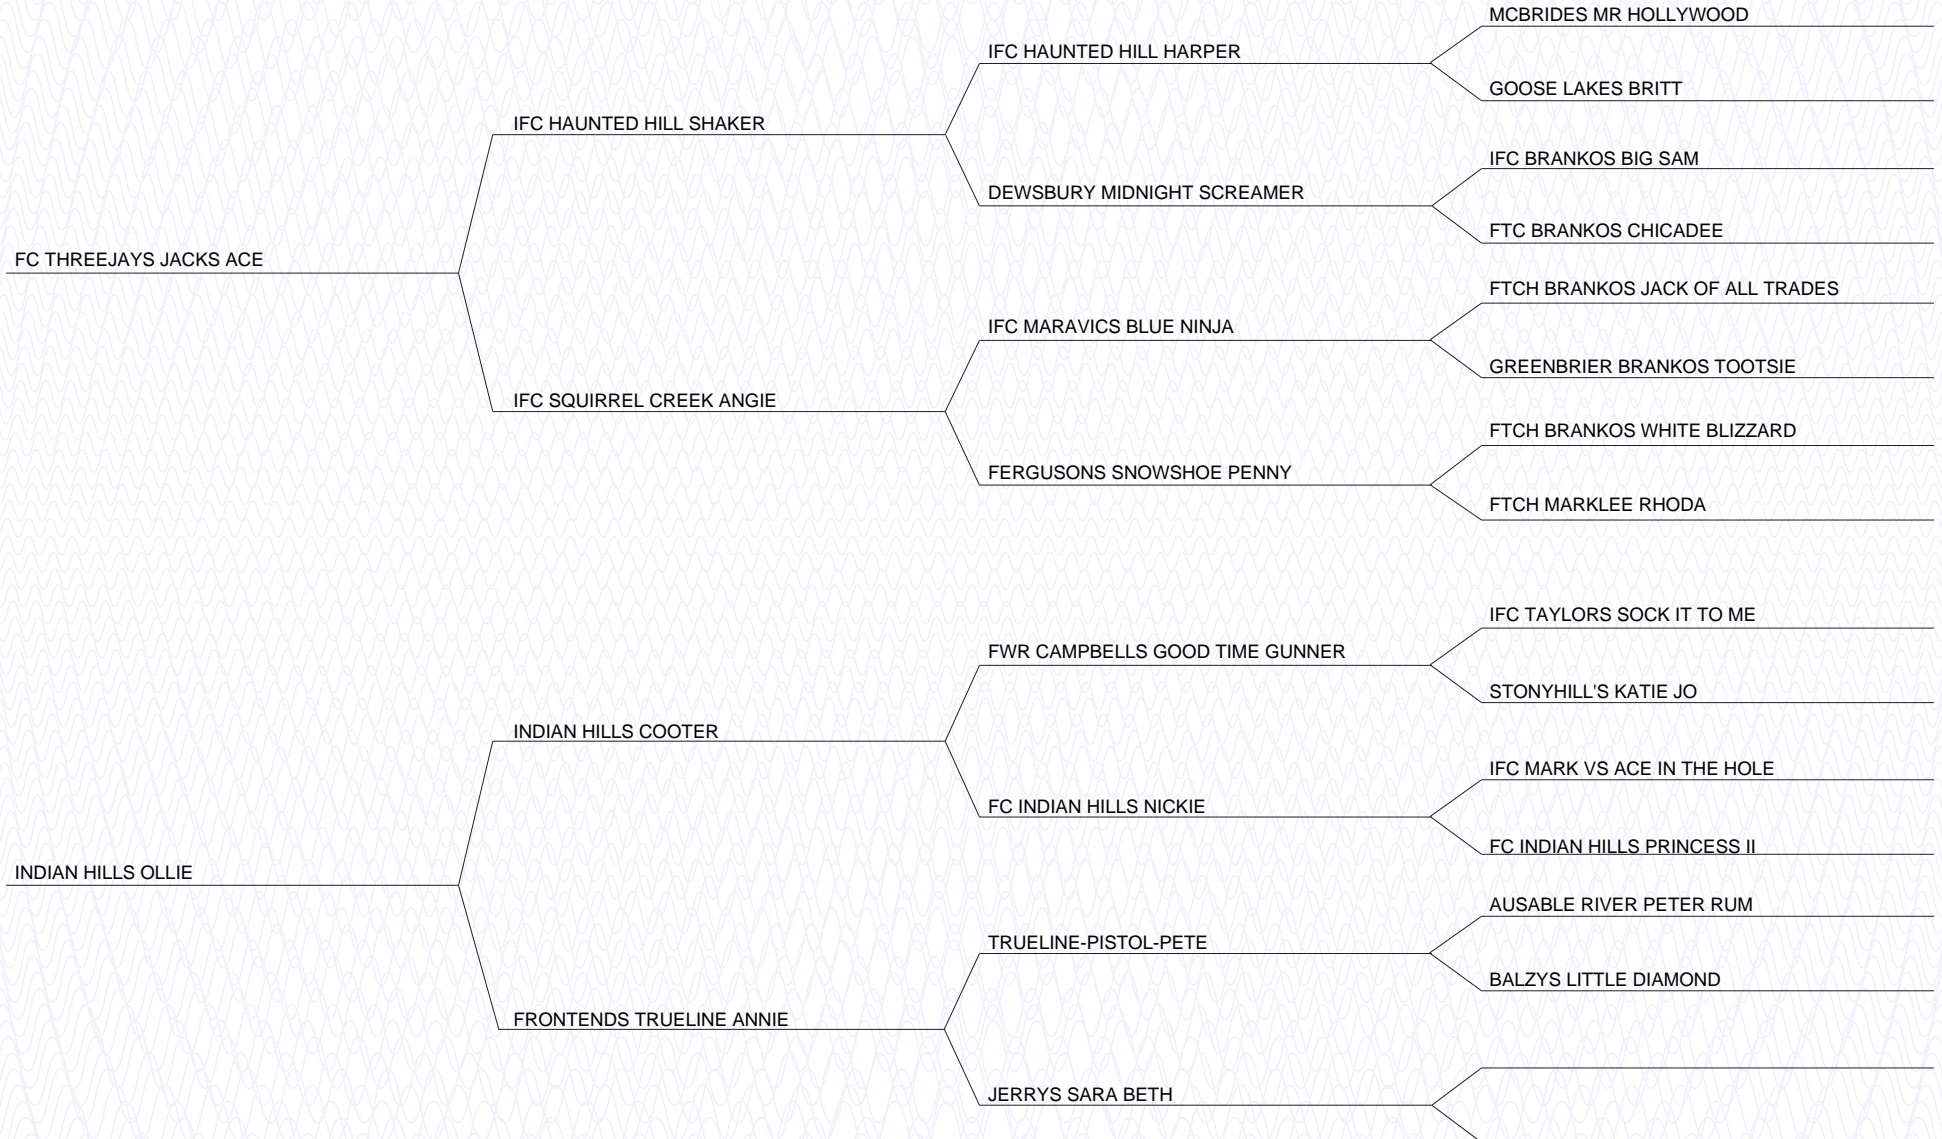 MCBRIDES MR HOLLYWOOD
IFC HAUNTED HILL HARPER
GOOSE LAKES BRITT
IFC HAUNTED HILL SHAKER
IFC BRANKOS BIG SAM
DEWSBURY MIDNIGHT SCREAMER
FTC BRANKOS CHICADEE
FC THREEJAYS JACKS ACE
FTCH BRANKOS JACK OF ALL TRADES
IFC MARAVICS BLUE NINJA
GREENBRIER BRANKOS TOOTSIE
IFC SQUIRREL CREEK ANGIE
FTCH BRANKOS WHITE BLIZZARD
FERGUSONS SNOWSHOE PENNY
FTCH MARKLEE RHODA
IFC TAYLORS SOCK IT TO ME
FWR CAMPBELLS GOOD TIME GUNNER
STONYHILL'S KATIE JO
INDIAN HILLS COOTER
IFC MARK VS ACE IN THE HOLE
FC INDIAN HILLS NICKIE
FC INDIAN HILLS PRINCESS II
INDIAN HILLS OLLIE
AUSABLE RIVER PETER RUM
TRUELINE-PISTOL-PETE
BALZYS LITTLE DIAMOND
FRONTENDS TRUELINE ANNIE
JERRYS SARA BETH